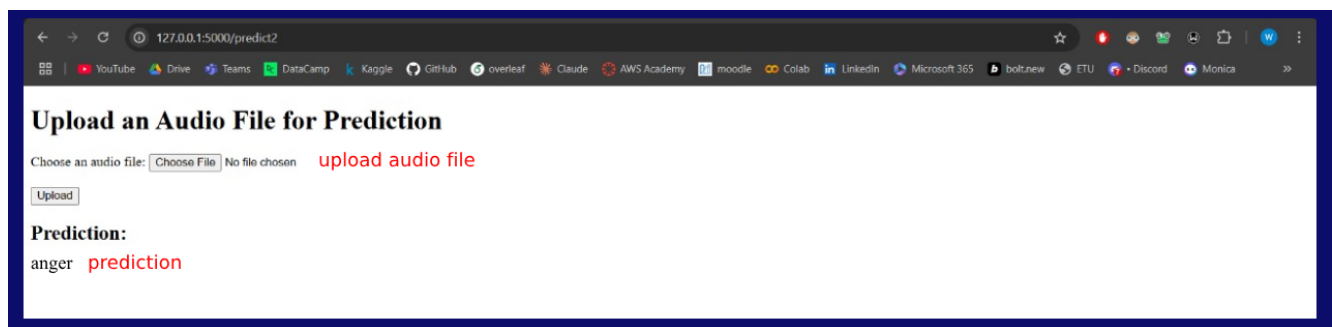 127.0.0.1:5000/predict2
W
YouTube Drive Teams DataCamp Kaggle GitHub overleaf Claude AWS Academy moodle Colab LinkedIn Microsoft 365 bolt.new ETU • Discord Monica »
Upload an Audio File for Prediction
Choose an audio file: Choose File No file chosen upload audio file
Upload
Prediction:
anger prediction